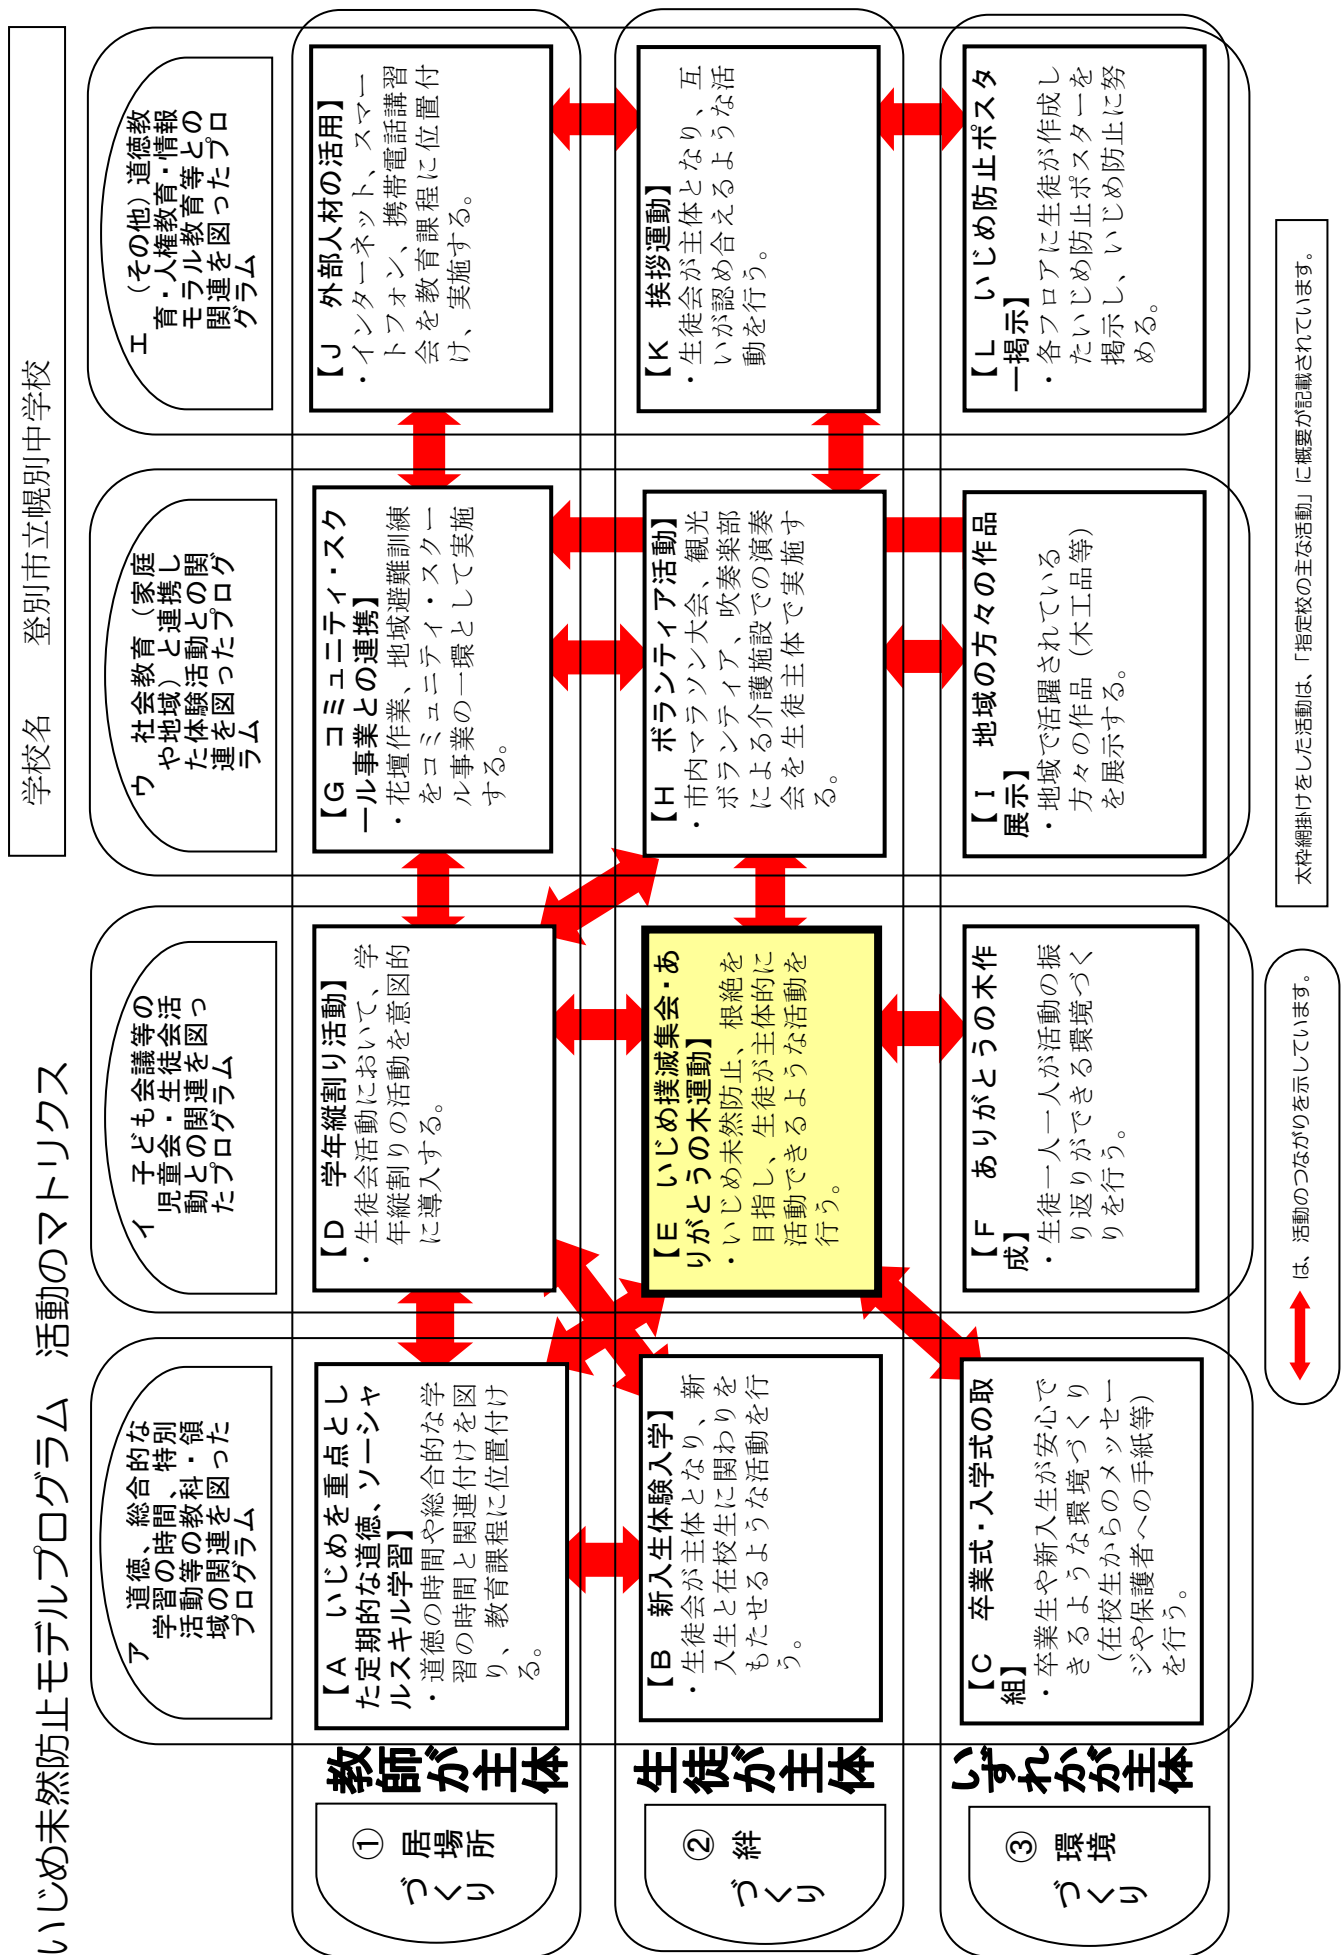 いじめ未然防止モデルプログラム　活動のマトリクス
学校名　　登別市立幌別中学校
ア　道徳、総合的な
学習の時間、特別
活動等の教科・領
域の関連を図った
プログラム
イ　子ども会議等の
児童会・生徒会活
動との関連を図っ
たプログラム
ウ　社会教育（家庭
や地域）と連携し
た体験活動との関
連を図ったプログ
ラム
エ　（その他）道徳教
育・人権教育・情報
モラル教育等との
関連を図ったプロ
グラム
① 居場所
づくり
教師が主体
【A　いじめを重点とし
た定期的な道徳、ソーシャ
ルスキル学習】
・道徳の時間や総合的な学
習の時間と関連付けを図
り、教育課程に位置付け
る。
【D　学年縦割り活動】
・生徒会活動において、学
年縦割りの活動を意図的
に導入する。
【G　コミュニティ・スク
ール事業との連携】
・花壇作業、地域避難訓練
をコミュニティ・スクー
ル事業の一環として実施
する。
【J　外部人材の活用】
・インターネット、スマー
トフォン、携帯電話講習
会を教育課程に位置付
け、実施する。
② 絆
づくり
生徒が主体
【B　新入生体験入学】
・生徒会が主体となり、新
入生と在校生に関わりを
もたせるような活動を行
う。
【E　いじめ撲滅集会・あ
りがとうの木運動】
・いじめ未然防止、根絶を
目指し、生徒が主体的に
活動できるような活動を
行う。
【H　ボランティア活動】
・市内マラソン大会、観光
ボランティア、吹奏楽部
による介護施設での演奏
会を生徒主体で実施す
る。
【K　挨拶運動】
・生徒会が主体となり、互
いが認め合えるような活
動を行う。
③ 環境
づくり
いずれかが主体
【C　卒業式・入学式の取
組】
・卒業生や新入生が安心で
きるような環境づくり
（在校生からのメッセー
ジや保護者への手紙等）
を行う。
【F　ありがとうの木作
成】
・生徒一人一人が活動の振
り返りができる環境づく
りを行う。
【I　地域の方々の作品
展示】
・地域で活躍されている
方々の作品（木工品等）
を展示する。
【L　いじめ防止ポスタ
ー掲示】
・各フロアに生徒が作成し
たいじめ防止ポスターを
掲示し、いじめ防止に努
める。
は、活動のつながりを示しています。
太枠網掛けをした活動は、「指定校の主な活動」に概要が記載されています。